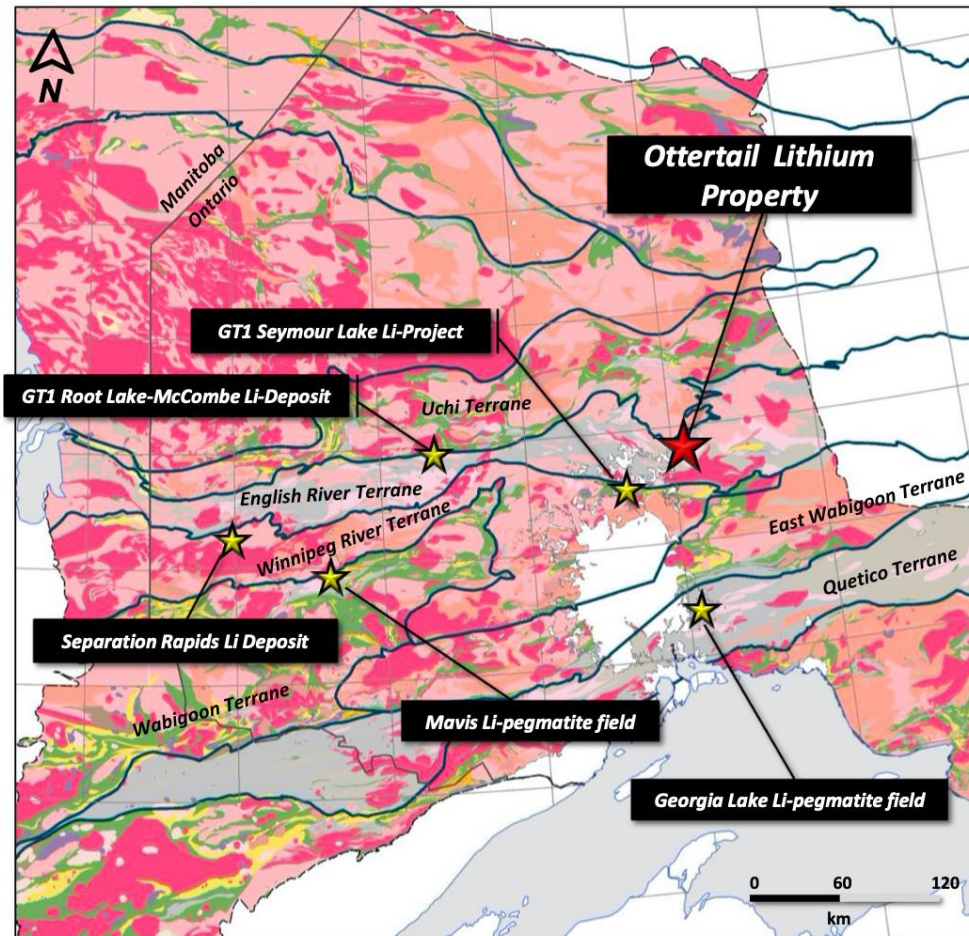 N
Manitoba
Ontario
Ottertail Lithium
Property
GT1 Seymour Lake Li-Project
GT1 Root Lake-McCombe Li-Deposit
Uchi Terrane
English River Terrane
Winnipeg River Terrane
East Wabigoon Terrane
Quetico Terrane
Separation Rapids Li Deposit
Wabigoon Terrane
Mavis Li-pegmatite field
Georgia Lake Li-pegmatite field
0 60 120
km